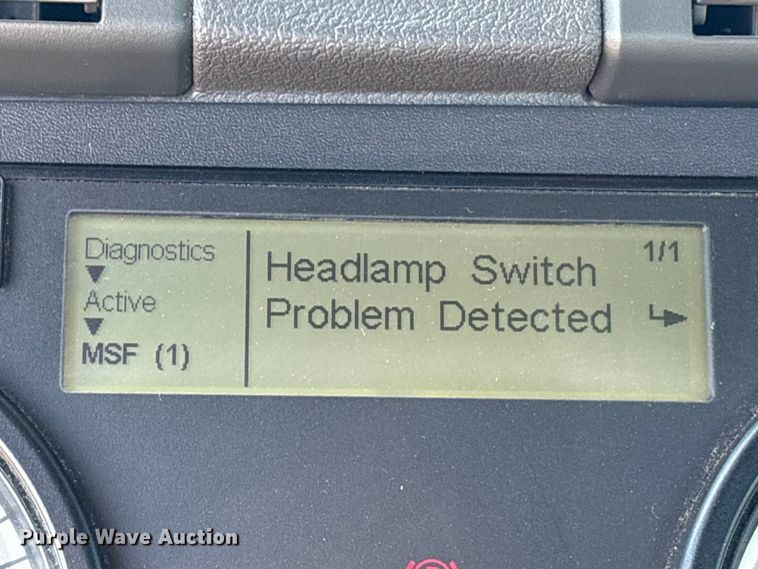 Diagnostics
Active
MSF (1)
Headlamp Switch
Problem Detected
1/1
Purple Wave Auction